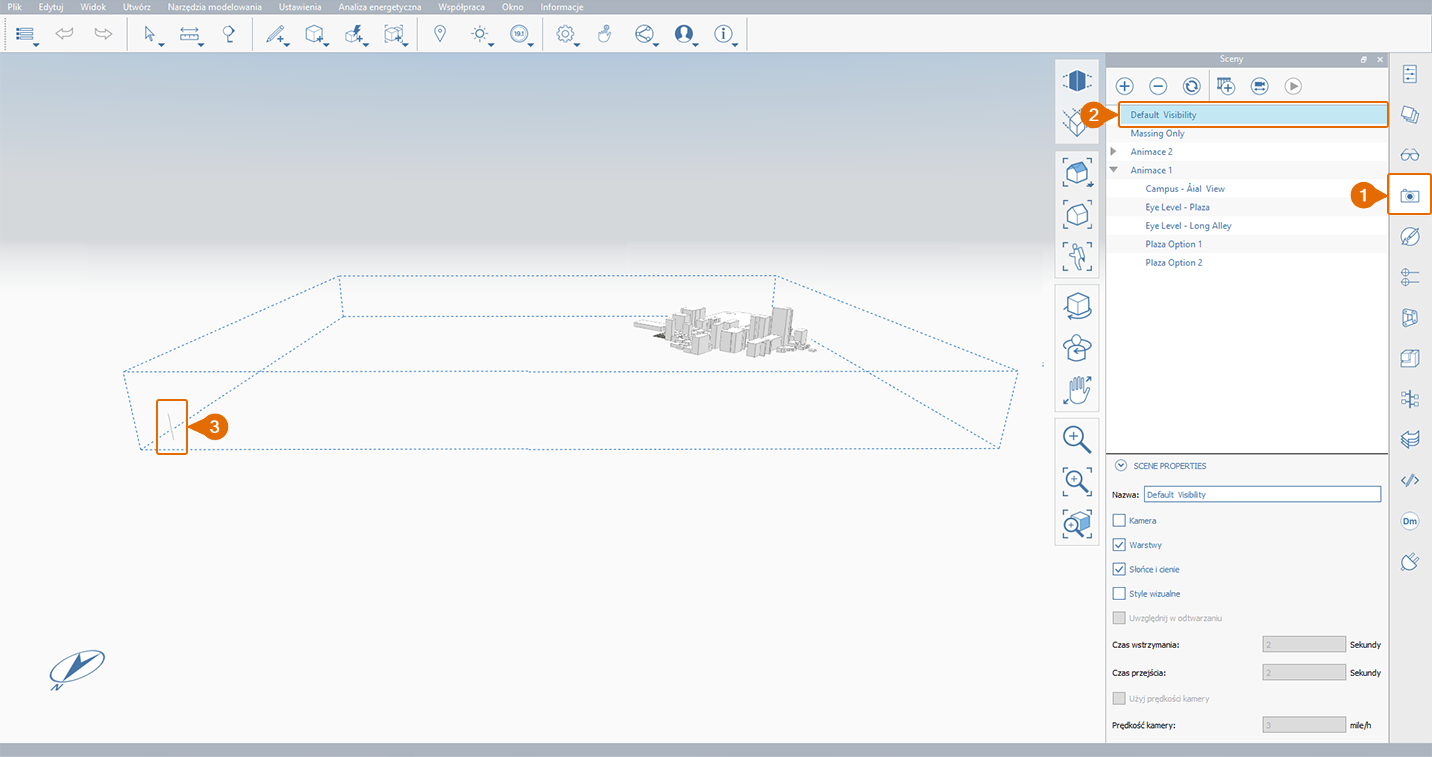 Plik Edytuj Widok Utwórz Narzędzia modelowania Ustawienia Analiza energetyczna Współpraca Okno Informacje
19.1
Sceny
2 Default Visibility
Massing Only
Animace 2
Animace 1
Campus - Åial View
1
Eye Level - Plaza
Eye Level - Long Alley
Plaza Option 1
Plaza Option 2
3
SCENE PROPERTIES
Nazwa: Default Visibility
Kamera
Dm
Warstwy
Słońce i cienie
Style wizualne
Uwzględnij w odtwarzaniu
Czas wstrzymania: 2 Sekundy
Czas przejścia: 2 Sekundy
Użyj prędkości kamery
Prędkość kamery: 3 mile/h
N